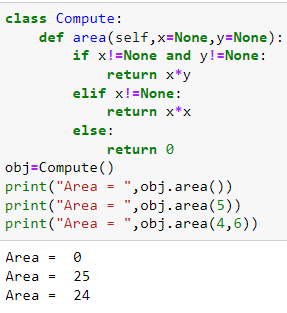 class Compute:
    def area(self,x=None,y=None):
        if x!=None and y!=None:
            return x*y
        elif x!=None:
            return x*x
        else:
            return 0
obj=Compute()
print("Area = ",obj.area())
print("Area = ",obj.area(5))
print("Area = ",obj.area(4,6))
Area =  0
Area =  25
Area =  24